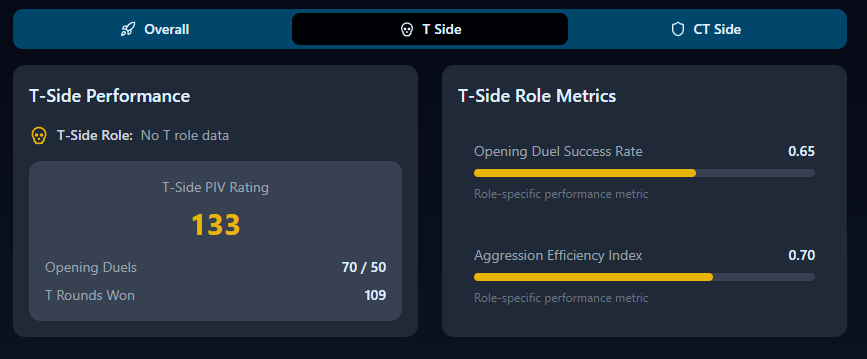 Overall
T Side
CT Side
T-Side Performance
T-Side Role: No T role data
T-Side PIV Rating
133
Opening Duels 70 / 50
T Rounds Won 109
T-Side Role Metrics
Opening Duel Success Rate 0.65
Role-specific performance metric
Aggression Efficiency Index 0.70
Role-specific performance metric